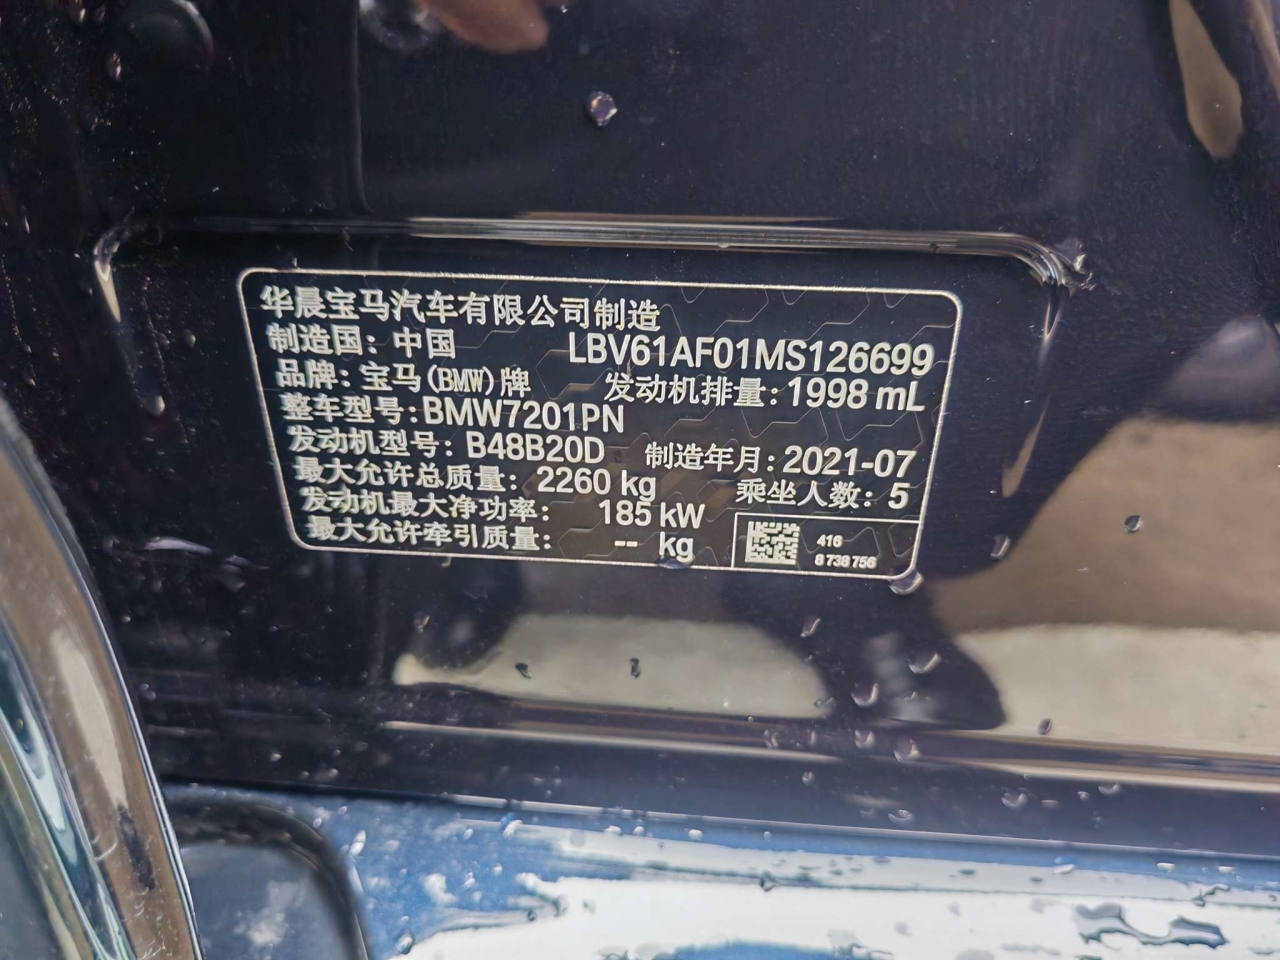 华晨宝马汽车有限公司制造
制造国：中国 LBV61AF01MS126699
品牌：宝马(BMW)牌 发动机排量：1998 mL
整车型号：BMW7201PN
发动机型号：B48B20D 制造年月：2021-07
最大允许总质量：2260 kg 乘坐人数：5
发动机最大净功率：185 kW
最大允许牵引质量：-- kg
416
8 738 756